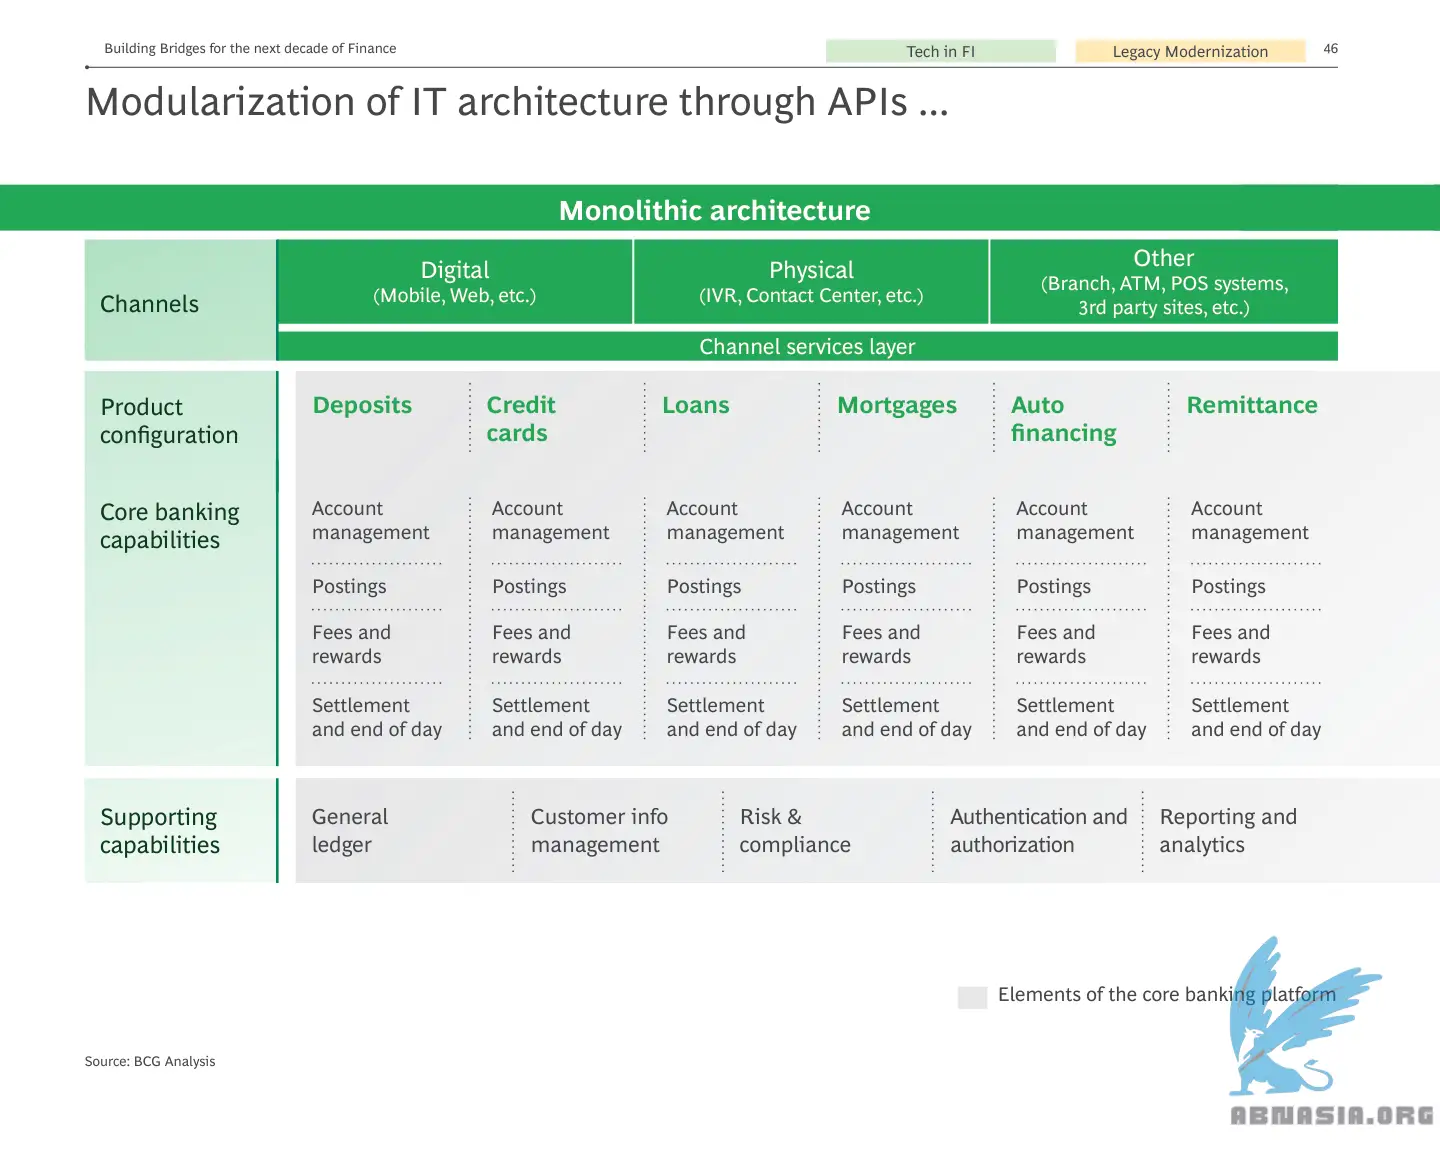 Building Bridges for the next decade of Finance
Tech in FI
Legacy Modernization
46
Modularization of IT architecture through APIs ...
Monolithic architecture
Channels
Digital
(Mobile, Web, etc.)
Physical
(IVR, Contact Center, etc.)
Other
(Branch, ATM, POS systems,
3rd party sites, etc.)
Channel services layer
Product
configuration
Deposits
Credit
cards
Loans
Mortgages
Auto
financing
Remittance
Core banking
capabilities
Account
management
Postings
Fees and
rewards
Settlement
and end of day
Account
management
Postings
Fees and
rewards
Settlement
and end of day
Account
management
Postings
Fees and
rewards
Settlement
and end of day
Account
management
Postings
Fees and
rewards
Settlement
and end of day
Account
management
Postings
Fees and
rewards
Settlement
and end of day
Account
management
Postings
Fees and
rewards
Settlement
and end of day
Supporting
capabilities
General
ledger
Customer info
management
Risk &
compliance
Authentication and
authorization
Reporting and
analytics
Elements of the core banking platform
Source: BCG Analysis
ABNASIA.ORG